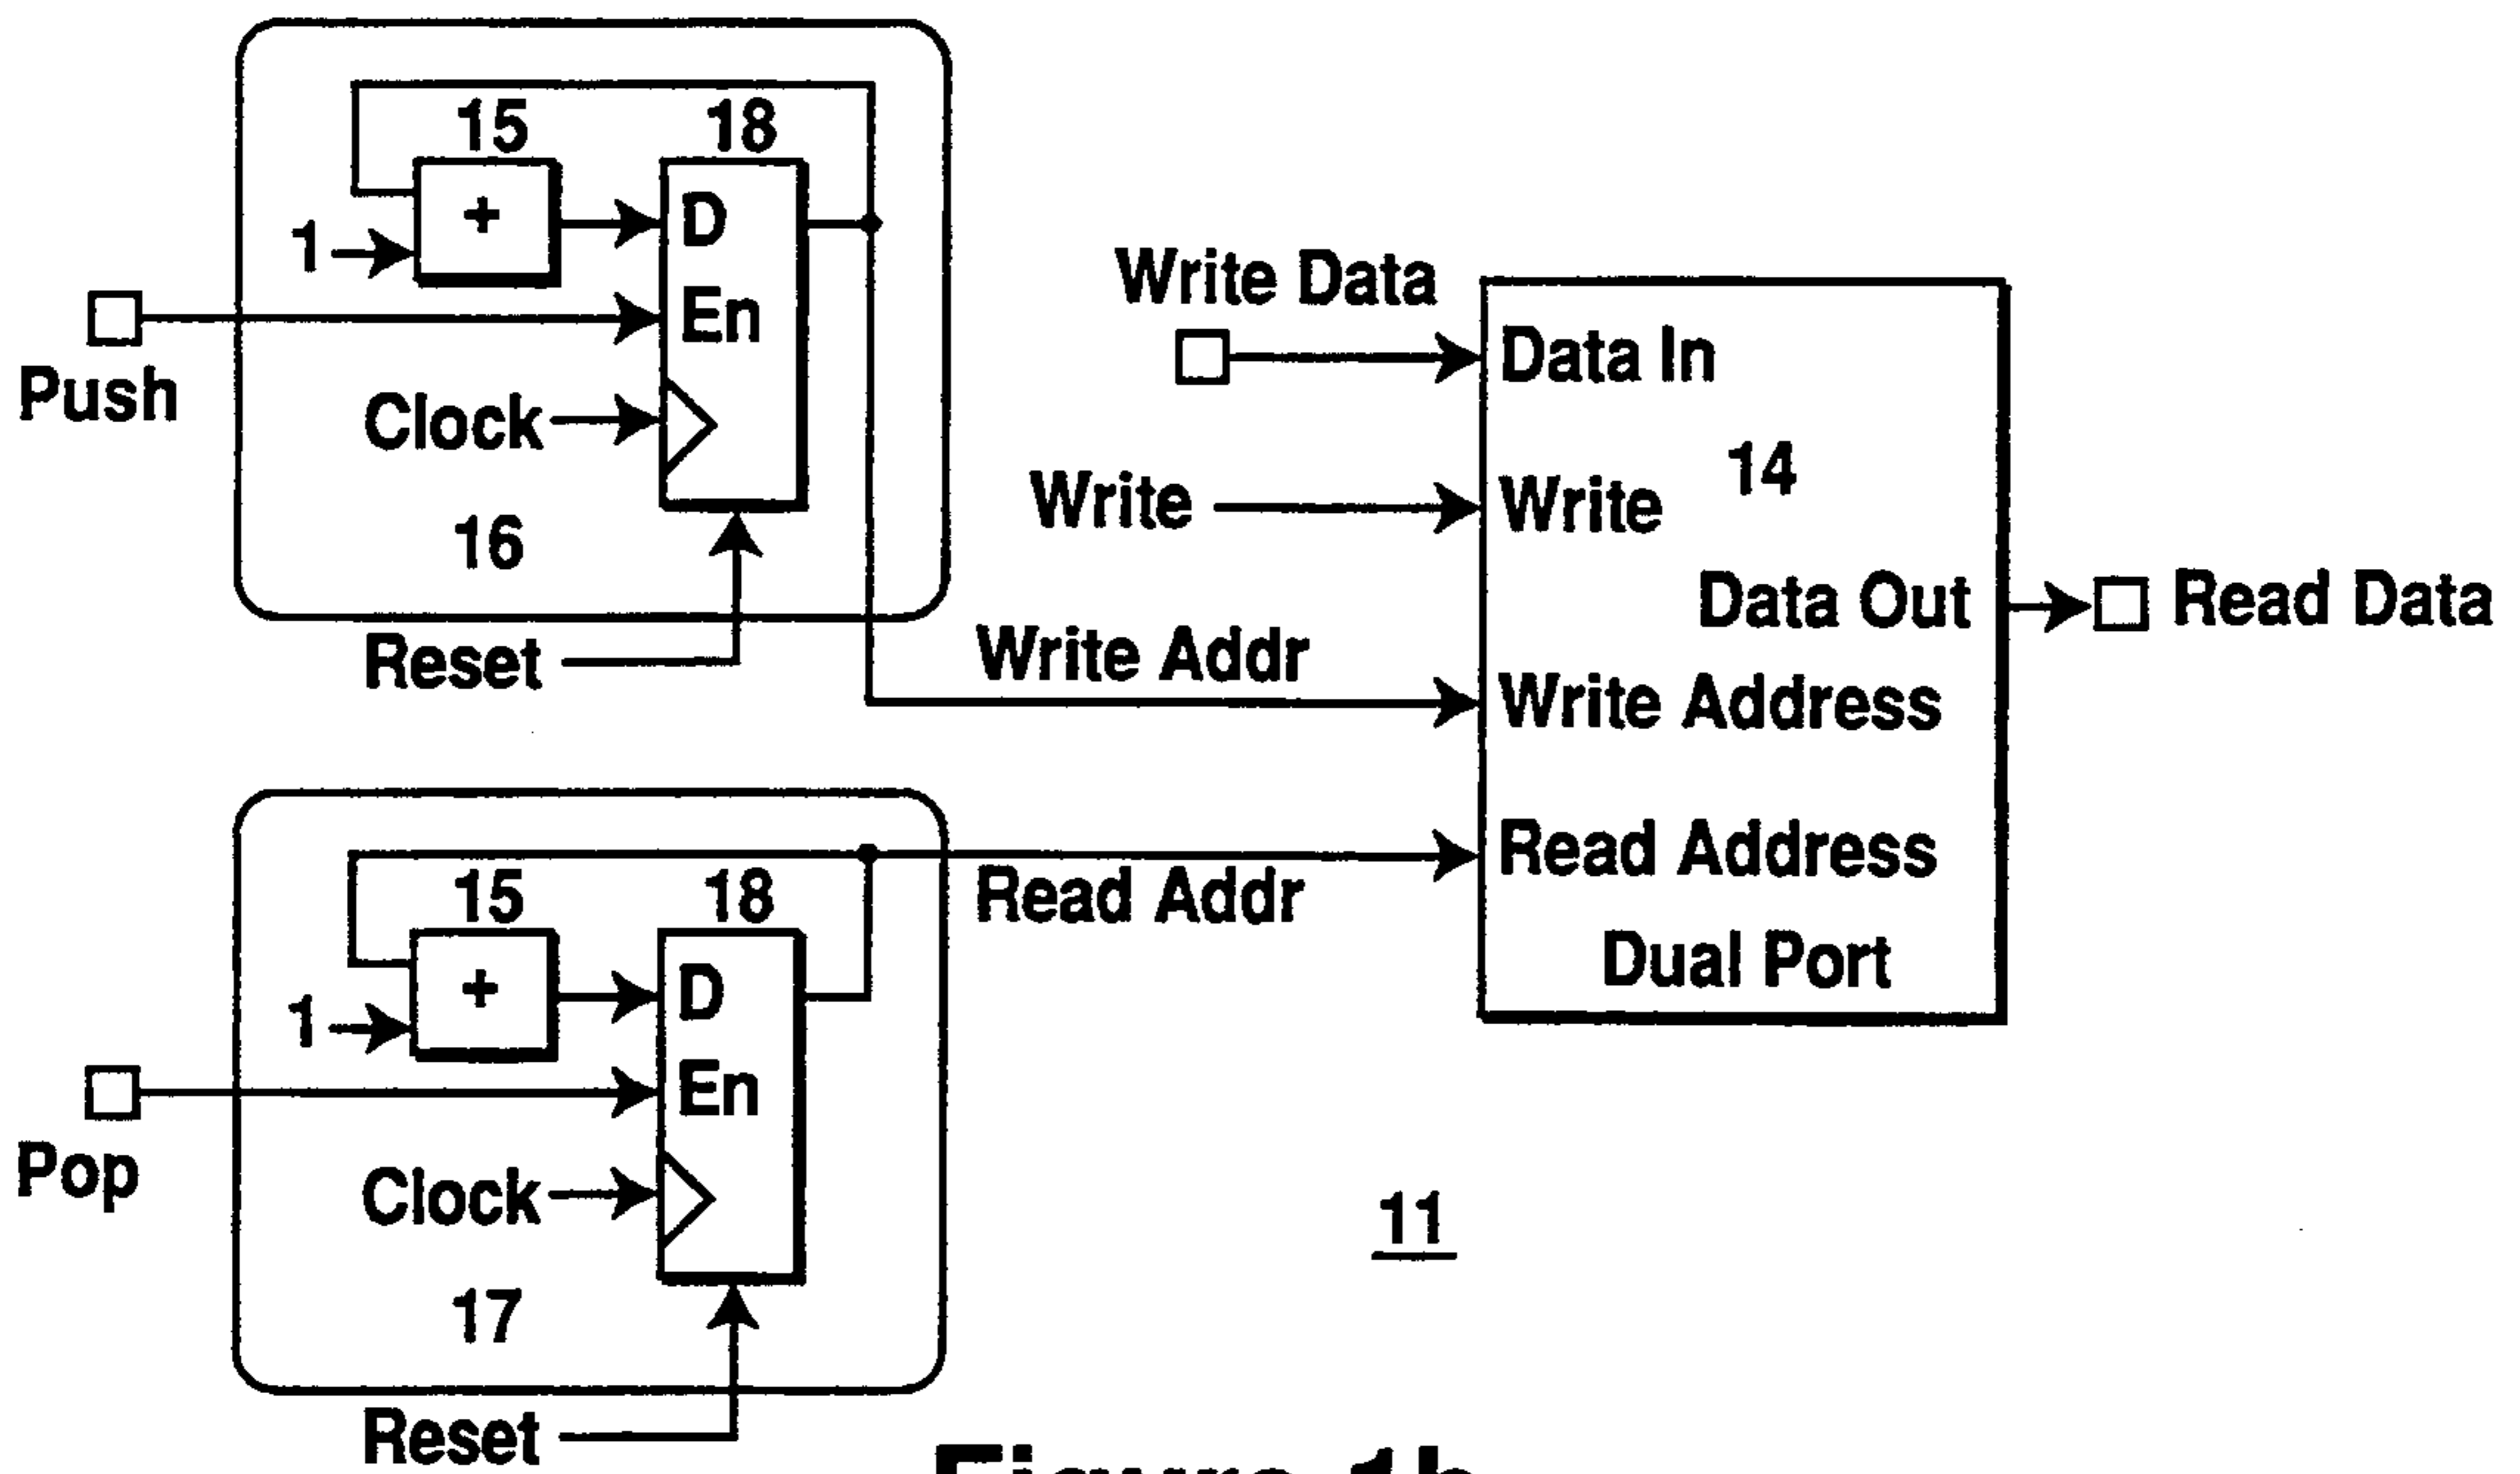 15
18
+
D
1
En
Push
Clock
16
Reset
Write Data
Data In
14
Write
Write
Data Out
Read Data
Write Addr
Write Address
15
18
Read Addr
Read Address
+
D
1
Dual Port
En
Pop
Clock
17
11
Reset
Figure 1b